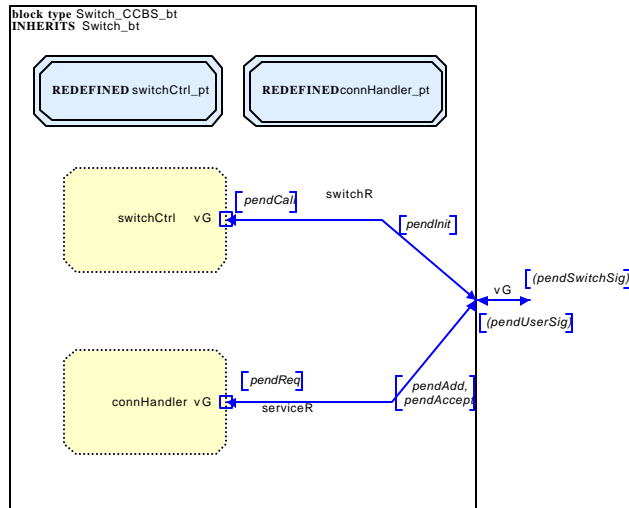 block type Switch_CCBS_bt
INHERITS Switch_bt
REDEFINED switchCtrl_pt
REDEFINED connHandler_pt
pendCall
switchR
switchCtrl vG
pendInit
(pendSwitchSig)
vG
(pendUserSig)
pendReq
pendAdd,
pendAccept
connHandler vG
serviceR